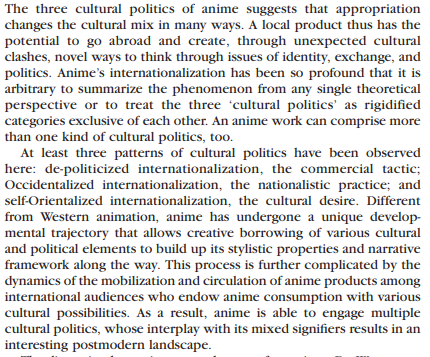 The three cultural politics of anime suggests that appropriation
changes the cultural mix in many ways. A local product thus has the
potential to go abroad and create, through unexpected cultural
clashes, novel ways to think through issues of identity, exchange, and
politics. Anime's internationalization has been so profound that it is
arbitrary to summarize the phenomenon from any single theoretical
perspective or to treat the three 'cultural politics' as rigidified
categories exclusive of each other. An anime work can comprise more
than one kind of cultural politics, too.
At least three patterns of cultural politics have been observed
here: de-politicized internationalization, the commercial tactic;
Occidentalized internationalization, the nationalistic practice; and
self-Orientalized internationalization, the cultural desire. Different
from Western animation, anime has undergone a unique develop-
mental trajectory that allows creative borrowing of various cultural
and political elements to build up its stylistic properties and narrative
framework along the way. This process is further complicated by the
dynamics of the mobilization and circulation of anime products among
international audiences who endow anime consumption with various
cultural possibilities. As a result, anime is able to engage multiple
cultural politics, whose interplay with its mixed signifiers results in an
interesting postmodern landscape.